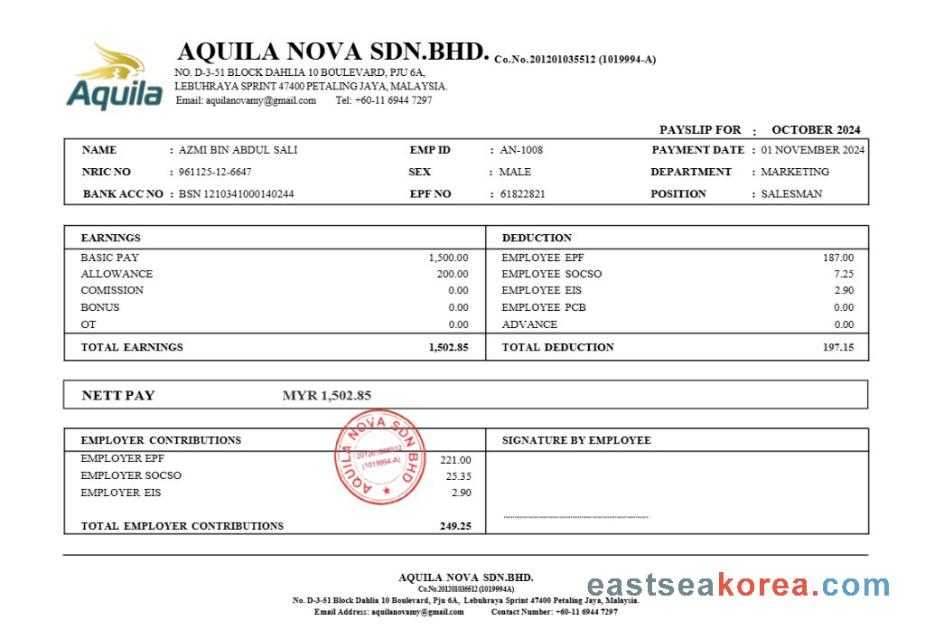 Aquila
AQUILA NOVA SDN.BHD. Co.No.201201035512 (1019994-A)
NO. D-3-51 BLOCK DAHLIA 10 BOULEVARD, PJU 6A,
LEBUHRAYA SPRINT 47400 PETALING JAYA, MALAYSIA.
Email: aquilanovamy@gmail.com Tel: +60-11 6944 7297
PAYSLIP FOR : OCTOBER 2024
NAME : AZMI BIN ABDUL SALI EMP ID : AN-1008 PAYMENT DATE : 01 NOVEMBER 2024
NRIC NO : 961125-12-6647 SEX : MALE DEPARTMENT : MARKETING
BANK ACC NO : BSN 1210341000140244 EPF NO : 61822821 POSITION : SALESMAN
EARNINGS DEDUCTION
BASIC PAY 1,500.00 EMPLOYEE EPF 187.00
ALLOWANCE 200.00 EMPLOYEE SOCSO 7.25
COMISSION 0.00 EMPLOYEE EIS 2.90
BONUS 0.00 EMPLOYEE PCB 0.00
OT 0.00 ADVANCE 0.00
TOTAL EARNINGS 1,502.85 TOTAL DEDUCTION 197.15
NETT PAY MYR 1,502.85
EMPLOYER CONTRIBUTIONS SIGNATURE BY EMPLOYEE
EMPLOYER EPF 221.00
EMPLOYER SOCSO 25.35
EMPLOYER EIS 2.90
TOTAL EMPLOYER CONTRIBUTIONS 249.25
AQUILA NOVA SDN BHD
(1019994-A)
AQUILA NOVA SDN.BHD.
Co.No.201201035512 (1019994A)
No. D-3-51 Block Dahlia 10 Boulevard, Pju 6A, Lebuhraya Sprint 47400 Petaling Jaya, Malaysia.
Email Address: aquilanovamy@gmail.com Contact Number: +60-11 6944 7297
eastseakorea.com